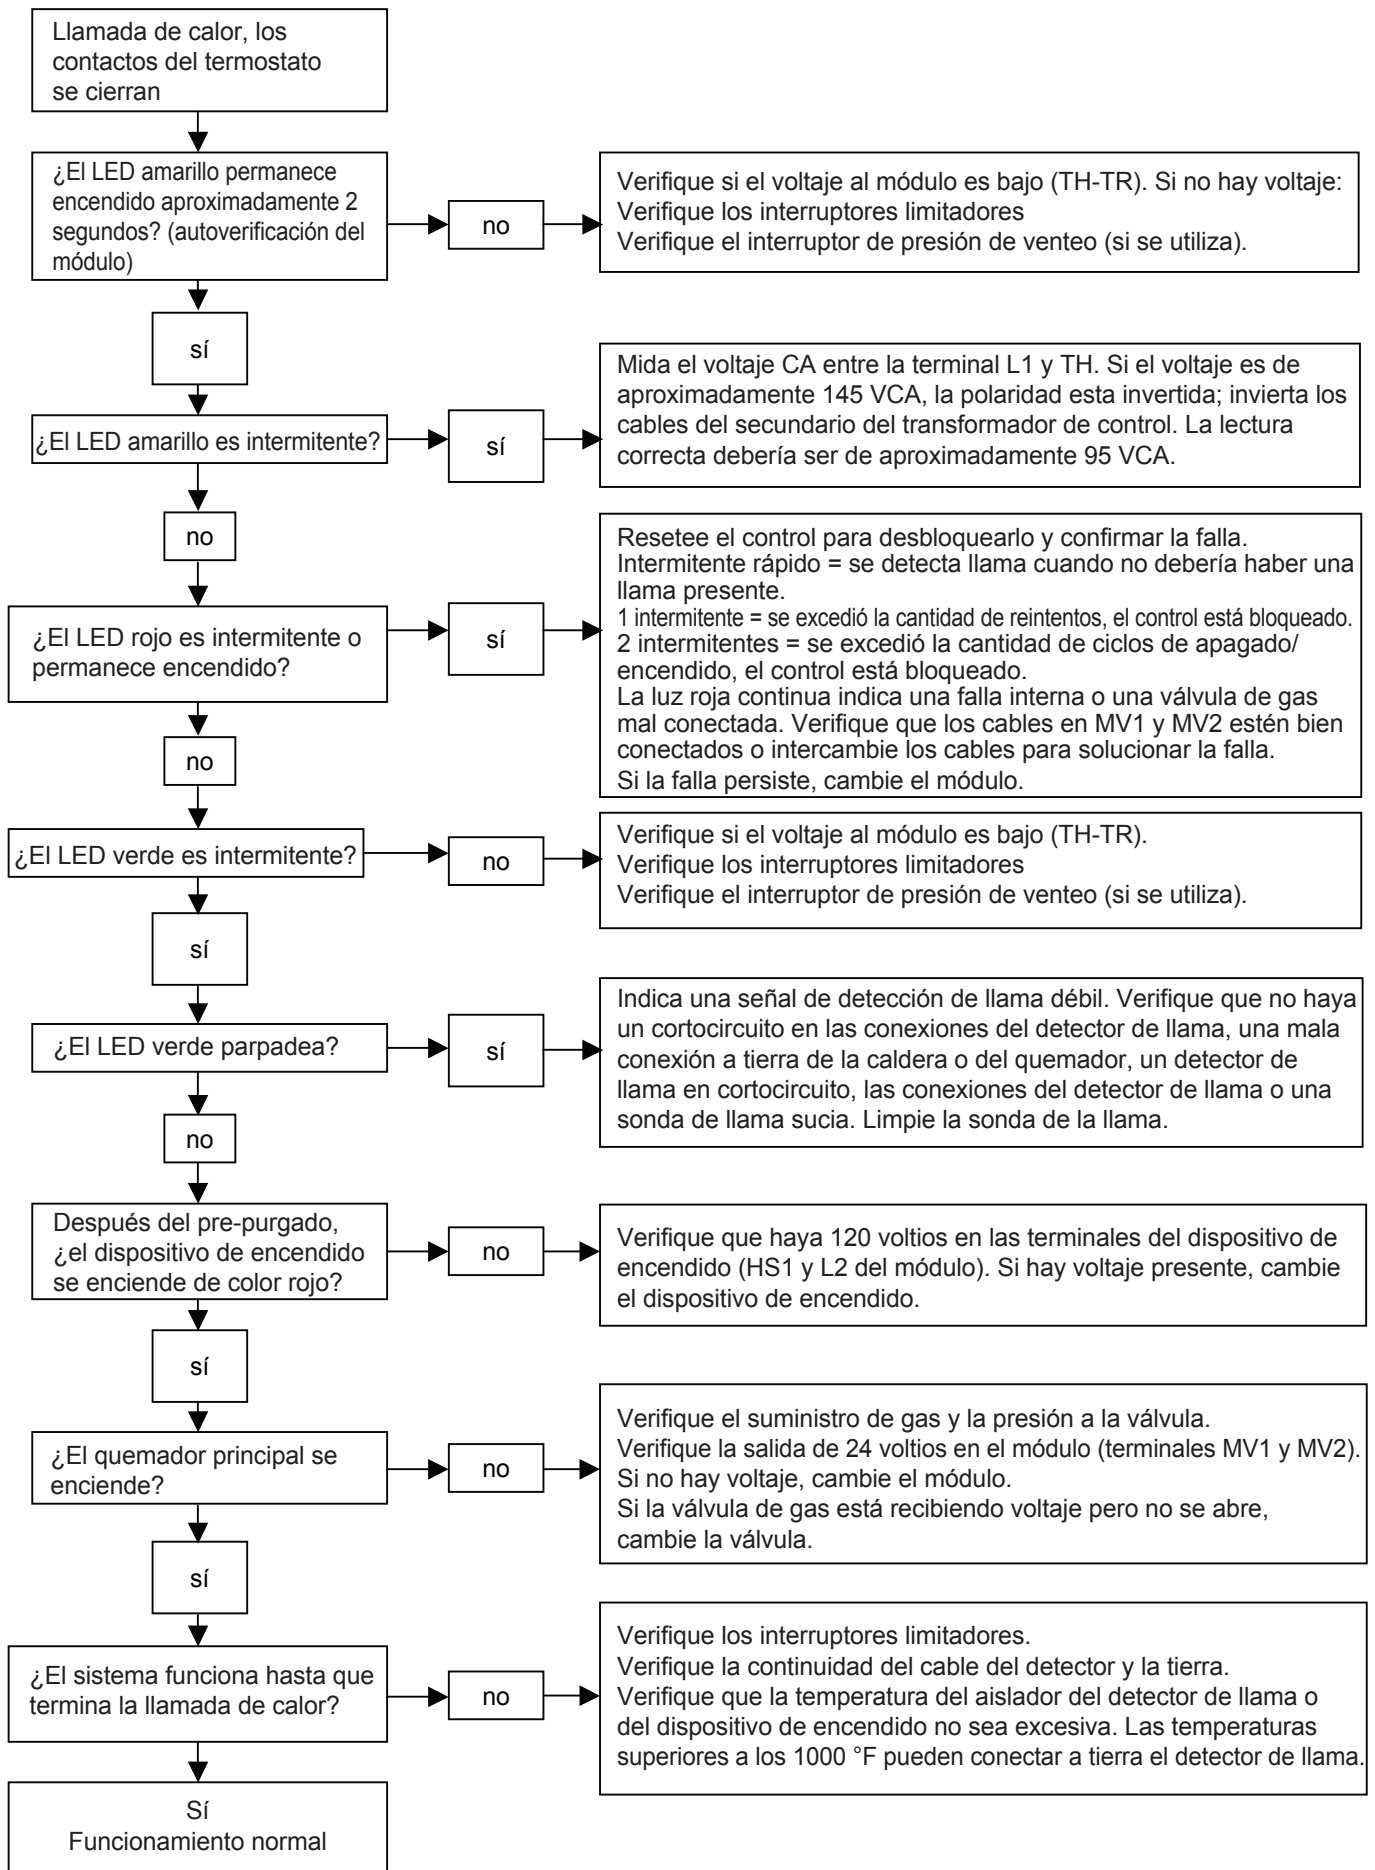 Llamada de calor, los
contactos del termostato
se cierran
¿El LED amarillo permanece
encendido aproximadamente 2
segundos? (autoverificación del
módulo)
no
Verifique si el voltaje al módulo es bajo (TH-TR). Si no hay voltaje:
Verifique los interruptores limitadores
Verifique el interruptor de presión de venteo (si se utiliza).
sí
¿El LED amarillo es intermitente?
sí
Mida el voltaje CA entre la terminal L1 y TH. Si el voltaje es de
aproximadamente 145 VCA, la polaridad esta invertida; invierta los
cables del secundario del transformador de control. La lectura
correcta debería ser de aproximadamente 95 VCA.
no
¿El LED rojo es intermitente o
permanece encendido?
sí
Resetee el control para desbloquearlo y confirmar la falla.
Intermitente rápido = se detecta llama cuando no debería haber una
llama presente.
1 intermitente = se excedió la cantidad de reintentos, el control está bloqueado.
2 intermitentes = se excedió la cantidad de ciclos de apagado/
encendido, el control está bloqueado.
La luz roja continua indica una falla interna o una válvula de gas
mal conectada. Verifique que los cables en MV1 y MV2 estén bien
conectados o intercambie los cables para solucionar la falla.
Si la falla persiste, cambie el módulo.
no
¿El LED verde es intermitente?
no
Verifique si el voltaje al módulo es bajo (TH-TR).
Verifique los interruptores limitadores
Verifique el interruptor de presión de venteo (si se utiliza).
sí
¿El LED verde parpadea?
sí
Indica una señal de detección de llama débil. Verifique que no haya
un cortocircuito en las conexiones del detector de llama, una mala
conexión a tierra de la caldera o del quemador, un detector de
llama en cortocircuito, las conexiones del detector de llama o una
sonda de llama sucia. Limpie la sonda de la llama.
no
Después del pre-purgado,
¿el dispositivo de encendido
se enciende de color rojo?
no
Verifique que haya 120 voltios en las terminales del dispositivo de
encendido (HS1 y L2 del módulo). Si hay voltaje presente, cambie
el dispositivo de encendido.
sí
¿El quemador principal se
enciende?
no
Verifique el suministro de gas y la presión a la válvula.
Verifique la salida de 24 voltios en el módulo (terminales MV1 y MV2).
Si no hay voltaje, cambie el módulo.
Si la válvula de gas está recibiendo voltaje pero no se abre,
cambie la válvula.
sí
¿El sistema funciona hasta que
termina la llamada de calor?
no
Verifique los interruptores limitadores.
Verifique la continuidad del cable del detector y la tierra.
Verifique que la temperatura del aislador del detector de llama o
del dispositivo de encendido no sea excesiva. Las temperaturas
superiores a los 1000 °F pueden conectar a tierra el detector de llama.
Sí
Funcionamiento normal